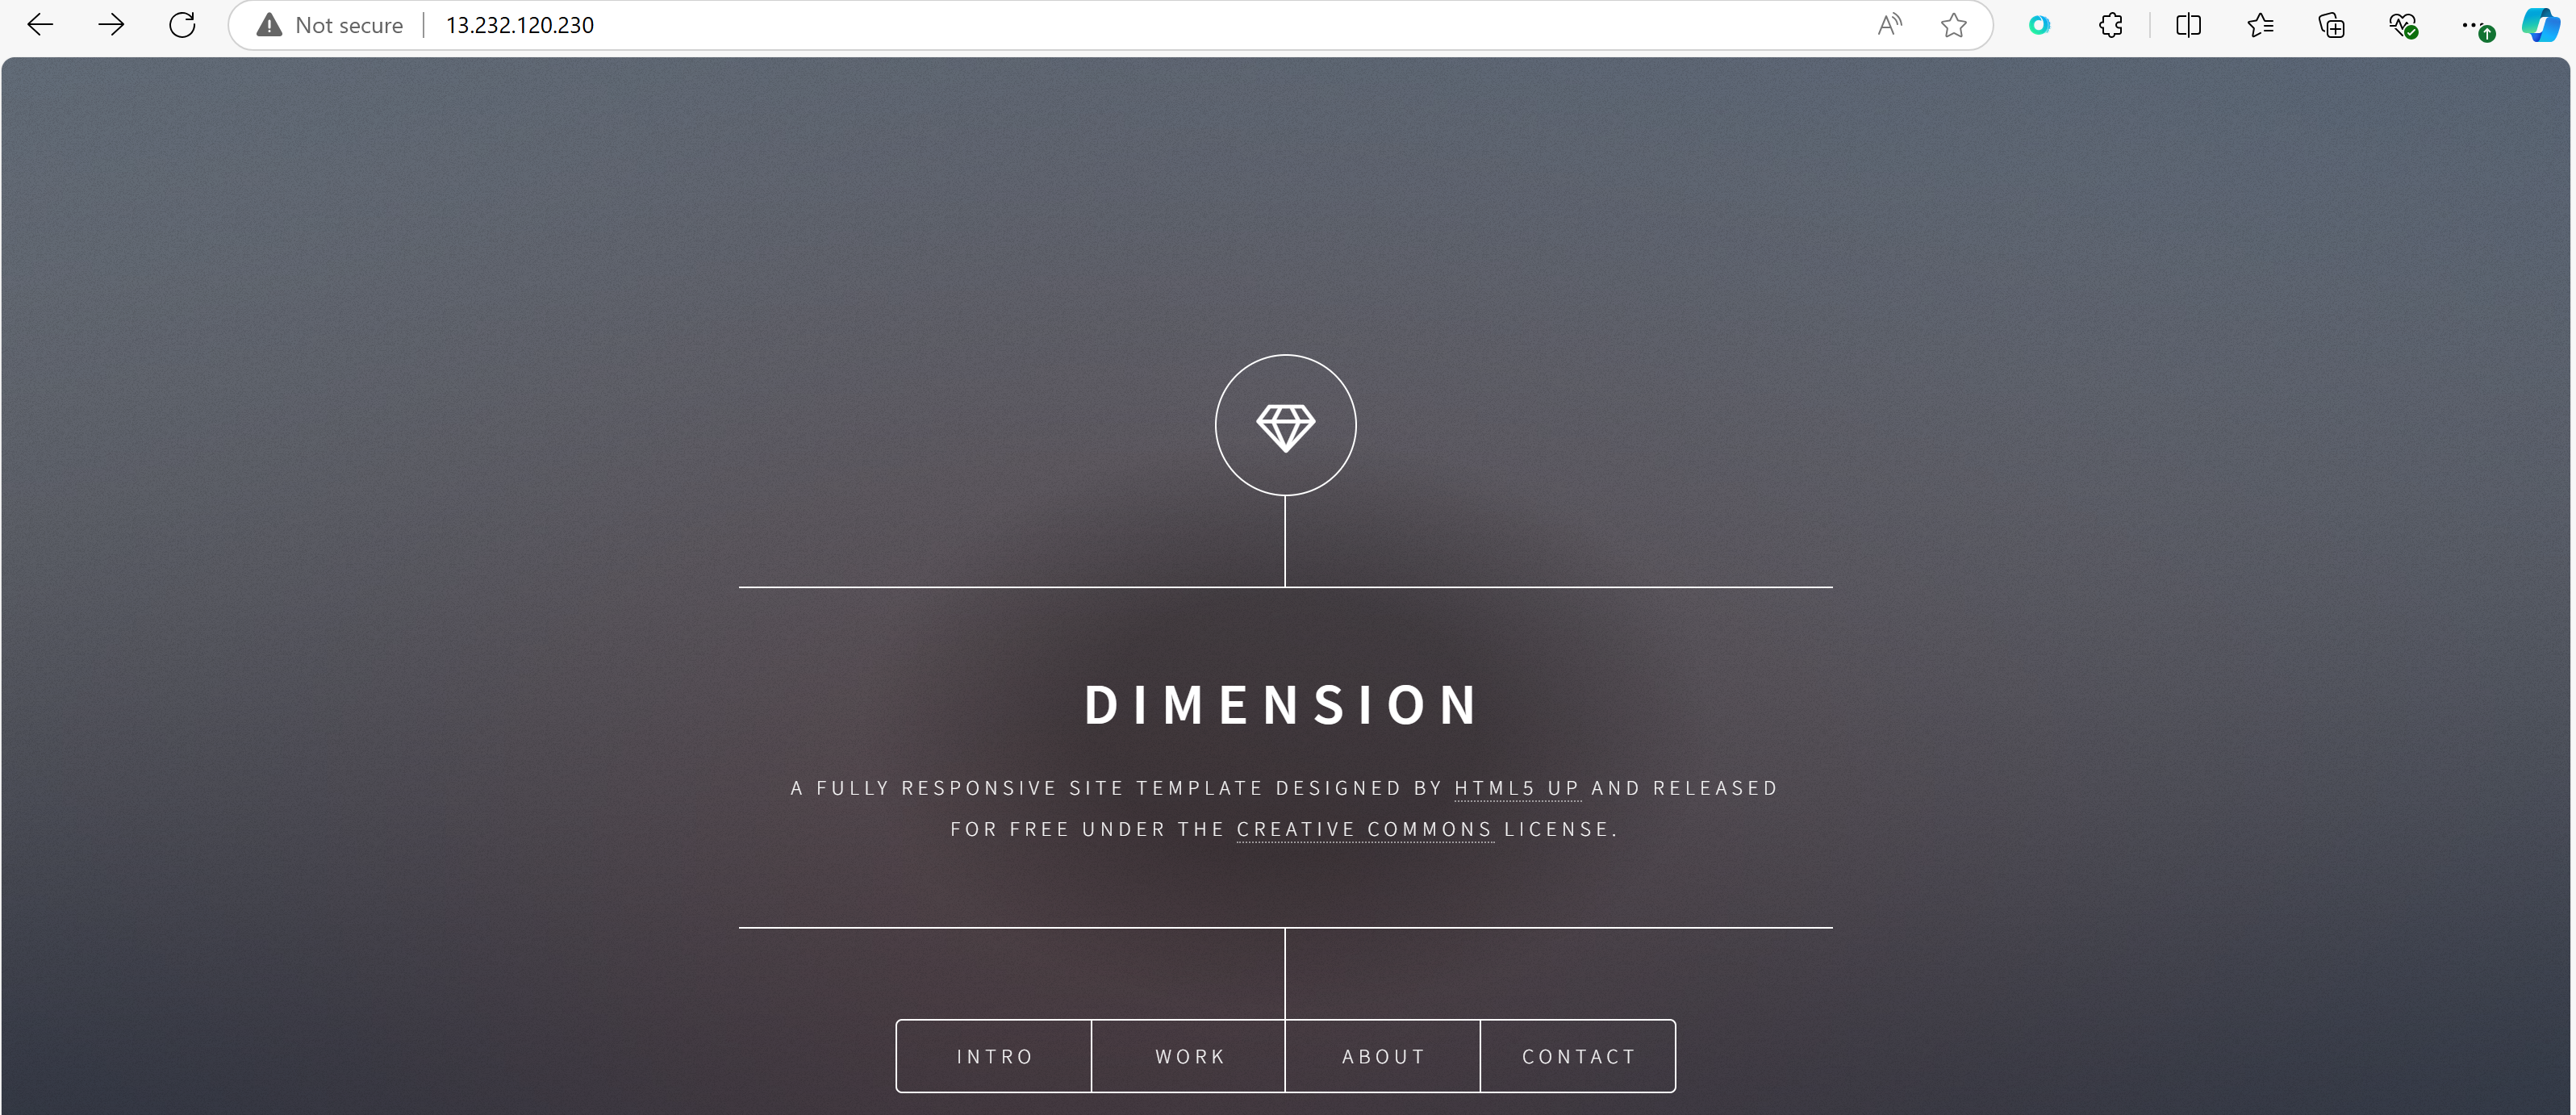 Not secure
13.232.120.230
DIMENSION
A FULLY RESPONSIVE SITE TEMPLATE DESIGNED BY HTML5 UP AND RELEASED
FOR FREE UNDER THE CREATIVE COMMONS LICENSE.
INTRO
WORK
ABOUT
CONTACT